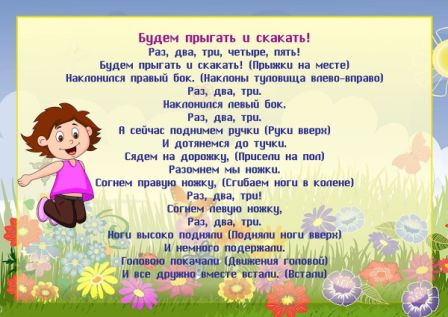 Будем прыгать и скакать!
Раз, два, три, четыре, пять!
Будем прыгать и скакать! (Прыжки на месте)
Наклонился правый бок. (Наклоны туловища влево-вправо)
Раз, два, три.
Наклонился левый бок.
Раз, два, три.
А сейчас поднимем ручки (Руки вверх)
И дотянемся до тучки.
Сядем на дорожку, (Присели на пол)
Разомнем мы ножки.
Согнем правую ножку, (Сгибаем ноги в колене)
Раз, два, три!
Согнем левую ножку,
Раз, два, три.
Ноги высоко подняли (Подняли ноги вверх)
И немного подержали.
Головою покачали (Движения головой)
И все дружно вместе встали. (Встали)